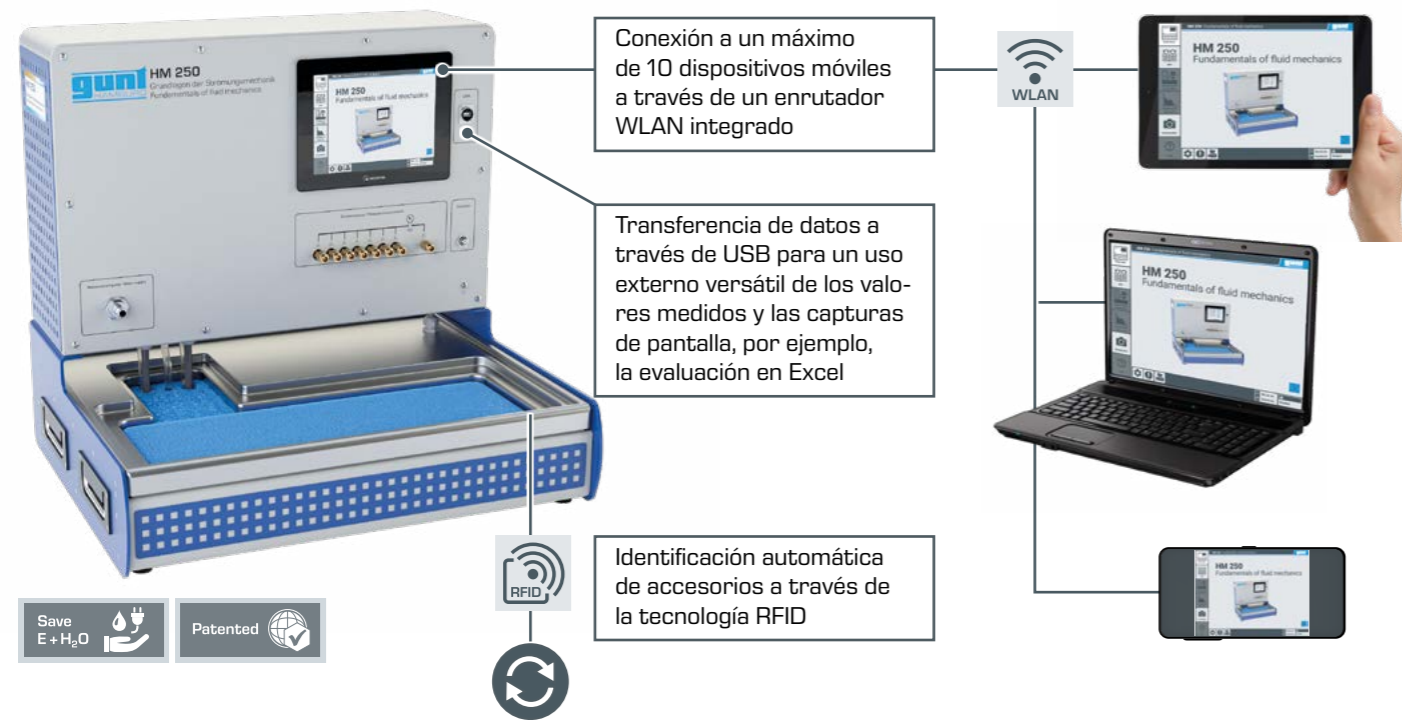 gunt
HAMBURG
HM 250
Grundlagen der Strömungsmechanik
Fundamentals of fluid mechanics
HM 250
Fundamentals of fluid mechanics
Conexión a un máximo
de 10 dispositivos móviles
a través de un enrutador
WLAN integrado
WLAN
HM 250
Fundamentals of fluid mechanics
Transferencia de datos a
través de USB para un uso
externo versátil de los valo-
res medidos y las capturas
de pantalla, por ejemplo,
la evaluación en Excel
HM 250
Fundamentals of fluid mechanics
RFID
Identificación automática
de accesorios a través de
la tecnología RFID
HM 250
Fundamentals of fluid mechanics
Save
E + H₂O
Patented